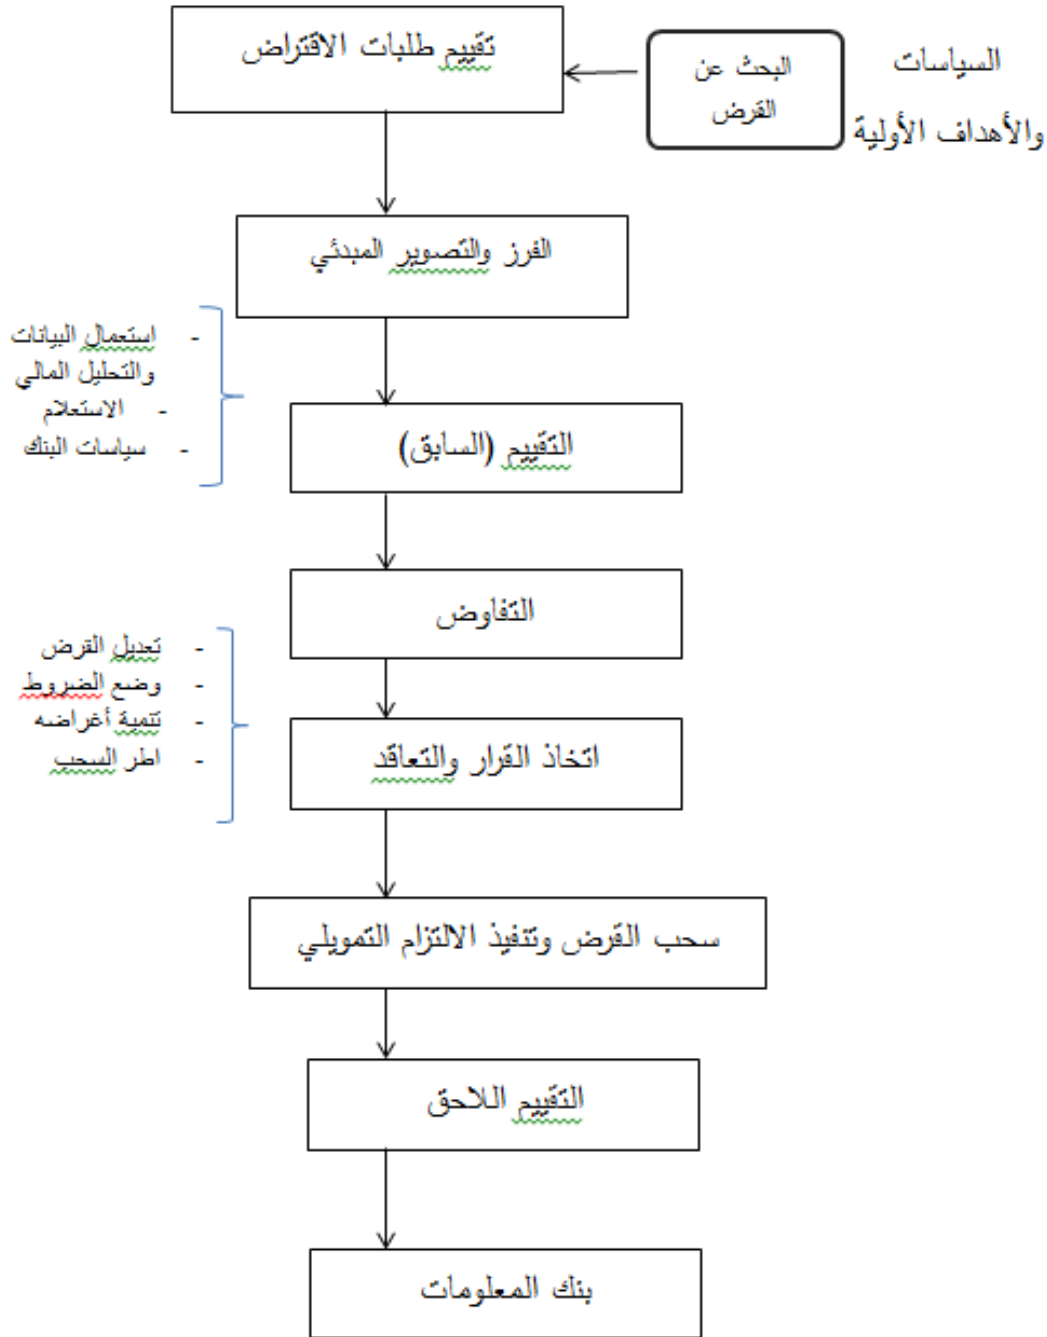 تقييم طلبات الاقتراض
البحث عن
القرض
السياسات
والأهداف الأولية
الفرز والتصوير المبدئي
- استعمال البيانات
والتحليل المالي
- الاستعلام
- سياسات البنك
التقييم (السابق)
التفاوض
- تعديل القرض
- وضع الضروط
- تنمية أغراضه
- اطر السحب
اتخاذ القرار والتعاقد
سحب القرض وتنفيذ الالتزام التمويلي
التقييم اللاحق
بنك المعلومات